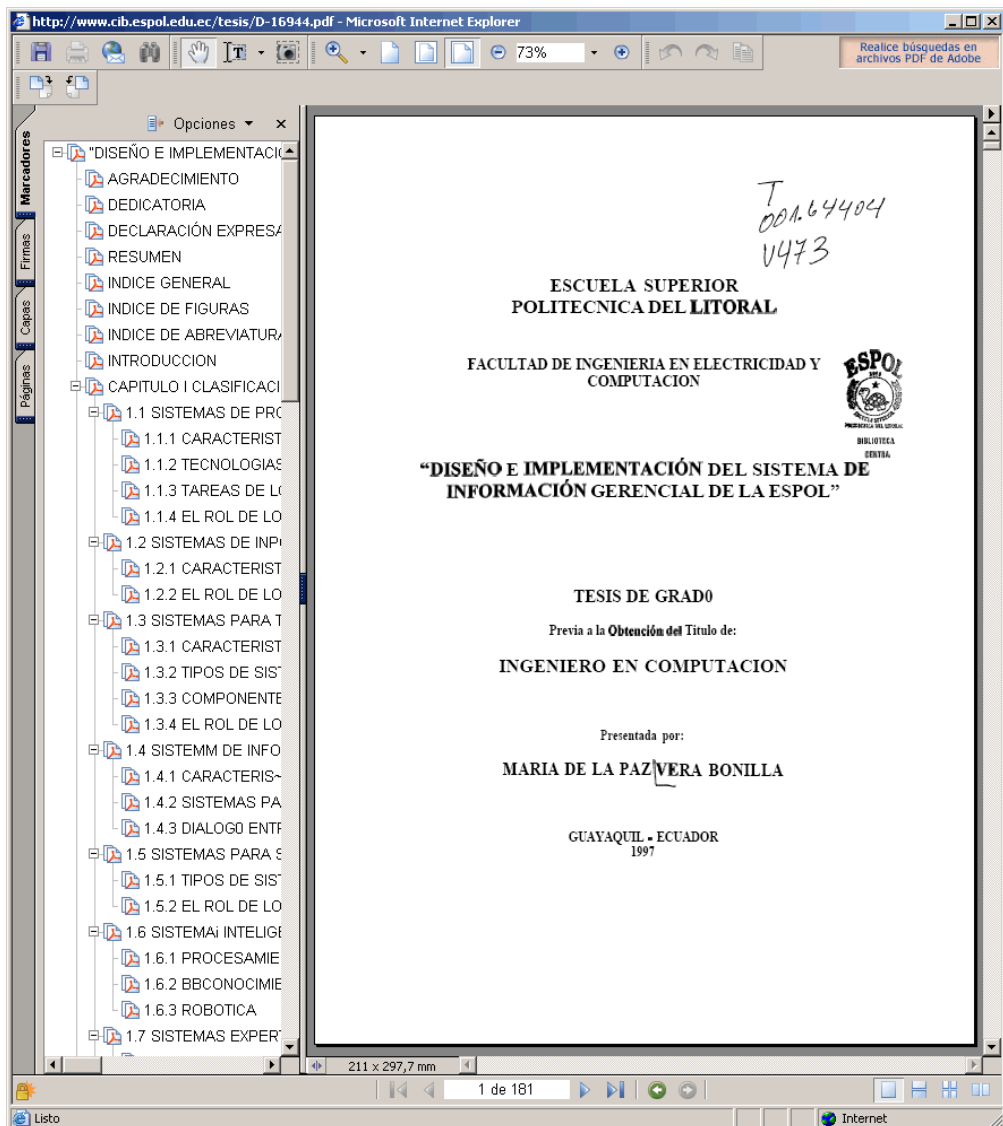 http://www.cib.espol.edu.ec/tesis/D-16944.pdf - Microsoft Internet Explorer
73%
Realice búsquedas en
archivos PDF de Adobe
Marcadores
Firmas
Capas
Páginas
Opciones
"DISEÑO E IMPLEMENTACI
AGRADECIMIENTO
DEDICATORIA
DECLARACIÓN EXPRESA
RESUMEN
INDICE GENERAL
INDICE DE FIGURAS
INDICE DE ABREVIATUR
INTRODUCCION
CAPITULO I CLASIFICACI
1.1 SISTEMAS DE PRO
1.1.1 CARACTERIST
1.1.2 TECNOLOGIAS
1.1.3 TAREAS DE LO
1.1.4 EL ROL DE LO
1.2 SISTEMAS DE INP
1.2.1 CARACTERIST
1.2.2 EL ROL DE LO
1.3 SISTEMAS PARA T
1.3.1 CARACTERIST
1.3.2 TIPOS DE SIS
1.3.3 COMPONENTE
1.3.4 EL ROL DE LO
1.4 SISTEMM DE INFO
1.4.1 CARACTERIS~
1.4.2 SISTEMAS PA
1.4.3 DIALOG0 ENTR
1.5 SISTEMAS PARA S
1.5.1 TIPOS DE SIS
1.5.2 EL ROL DE LO
1.6 SISTEMAi INTELIGE
1.6.1 PROCESAMIE
1.6.2 BBCONOCIMIE
1.6.3 ROBOTICA
1.7 SISTEMAS EXPER
T
001.64404
V473
ESCUELA SUPERIOR
POLITECNICA DEL LITORAL
FACULTAD DE INGENIERIA EN ELECTRICIDAD Y
COMPUTACION
ESPOL
BIBLIOTECA
"DISEÑO E IMPLEMENTACIÓN DEL SISTEMA DE
INFORMACIÓN GERENCIAL DE LA ESPOL"
TESIS DE GRAD0
Previa a la Obtención del Titulo de:
INGENIERO EN COMPUTACION
Presentada por:
MARIA DE LA PAZ VERA BONILLA
GUAYAQUIL - ECUADOR
1997
211 x 297,7 mm
1 de 181
Listo
Internet